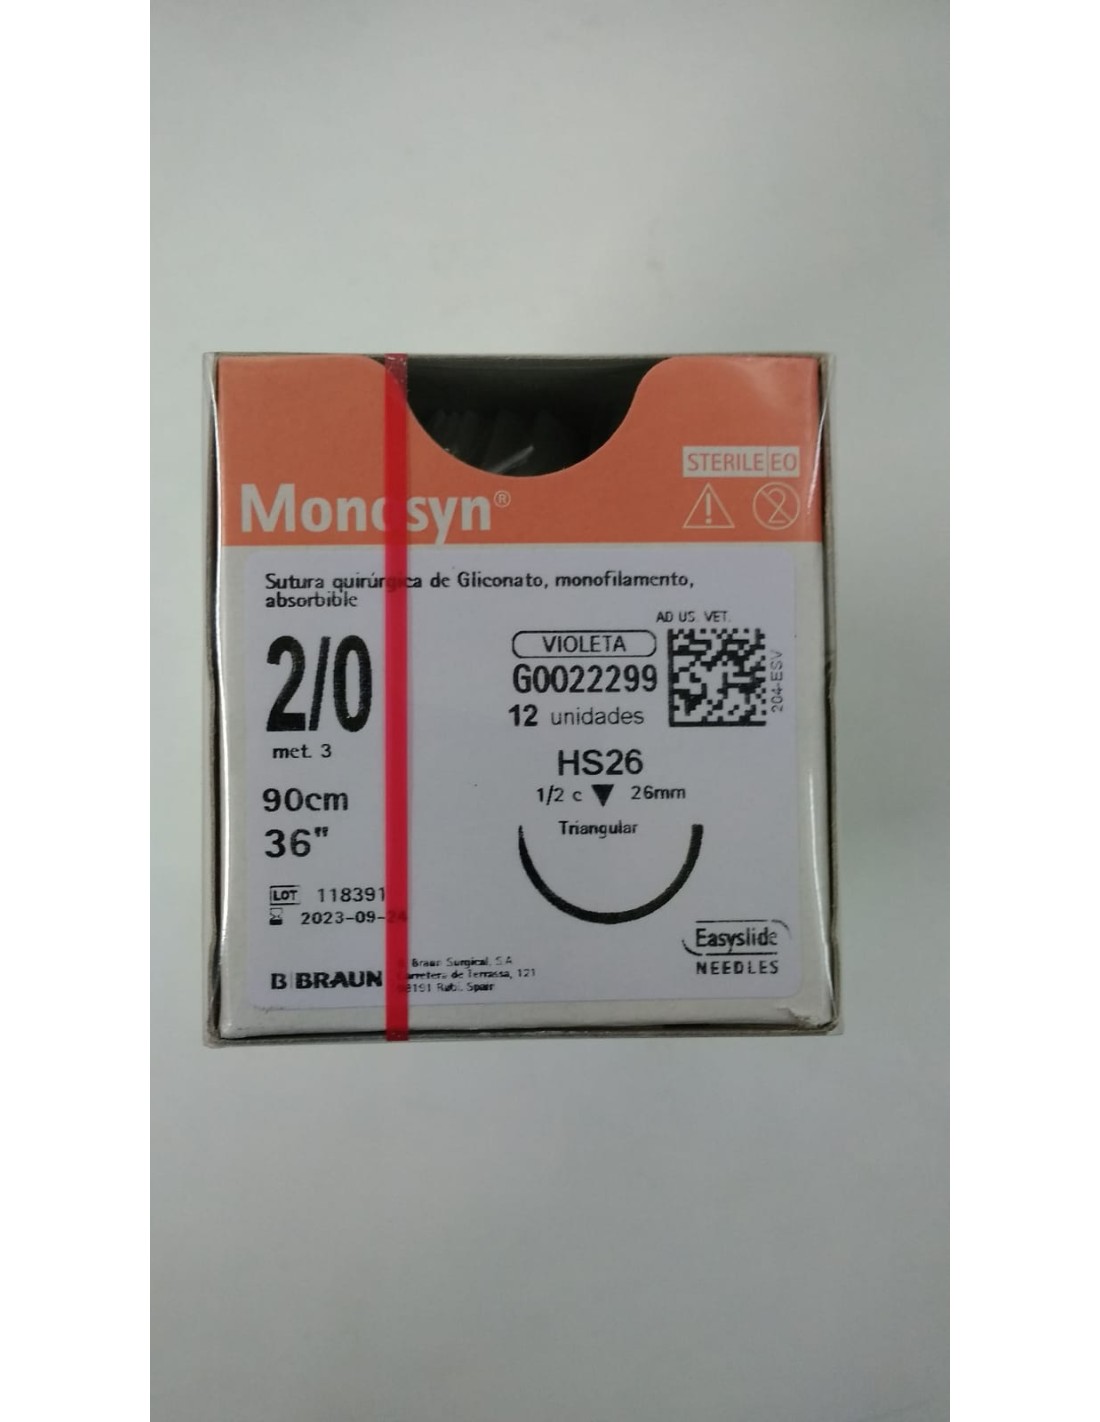 STERILE EO
Monosyn®
Sutura quirúrgica de Gliconato, monofilamento,
absorbible
AD US. VET.
VIOLETA
2/0
G0022299
204-ESV
12 unidades
met. 3
HS26
90cm
1/2 c 26mm
36"
Triangular
LOT 118391
2023-09-24
Easyslide
NEEDLES
B BRAUN
B Braun Surgical, S.A.
Carretera de Terrassa, 121
08191 Rubí. Spain